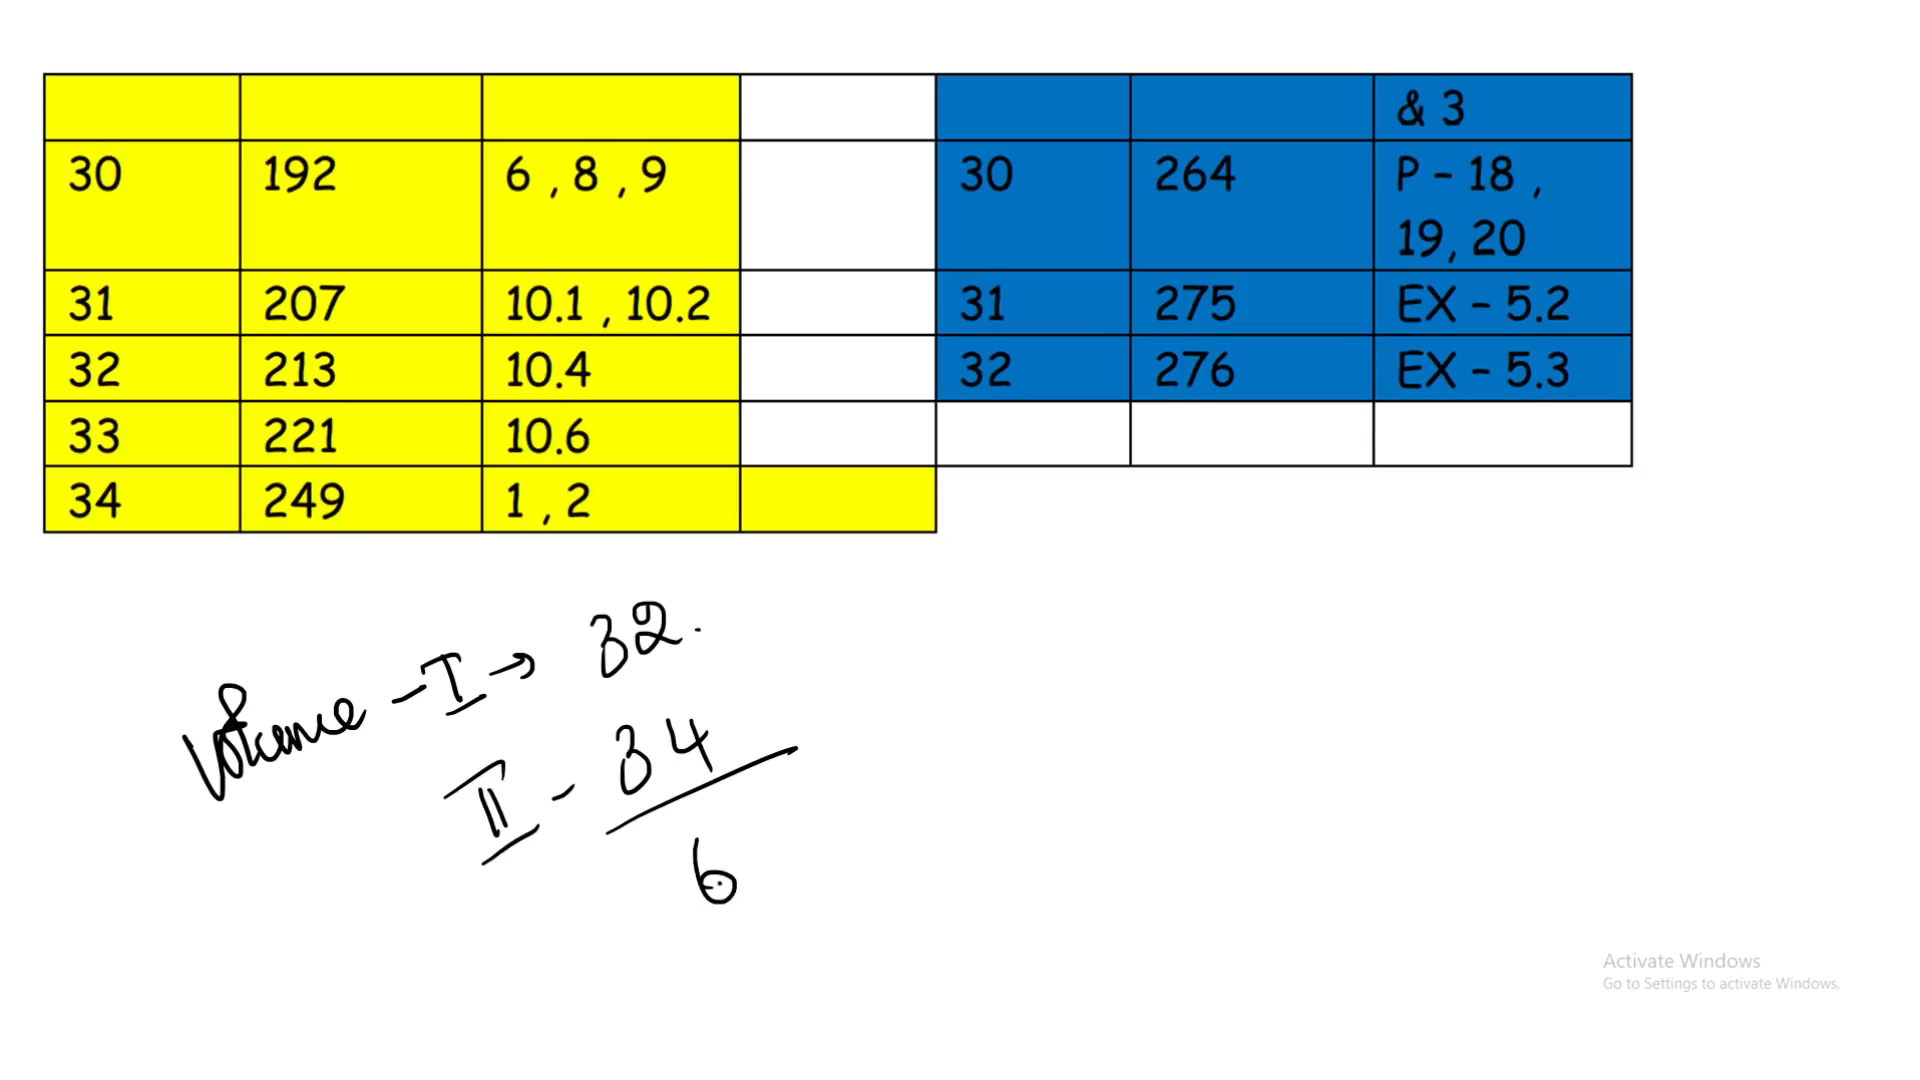 & 3
30 192 6 , 8 , 9 30 264 P - 18 ,
19, 20
31 207 10.1 , 10.2 31 275 EX - 5.2
32 213 10.4 32 276 EX - 5.3
33 221 10.6
34 249 1 , 2
Volume - I → 32.
II - 34
6
Activate Windows
Go to Settings to activate Windows.